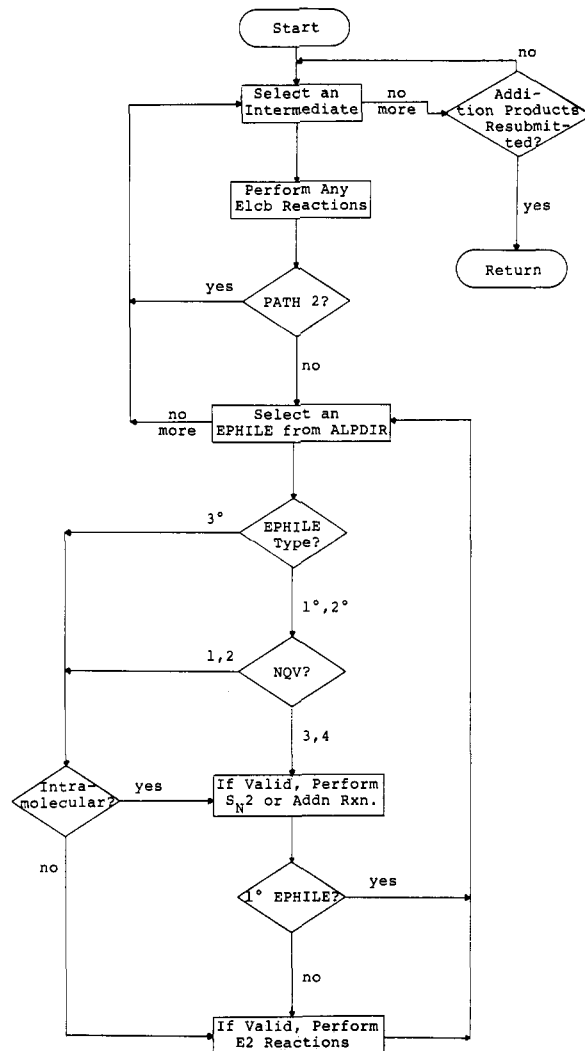 Start
no
Select an
Intermediate
no
more
Addi-
tion Products
Resubmit-
ted?
Perform Any
Elcb Reactions
yes
Return
yes
PATH 2?
no
no
more
Select an
EPHILE from ALPDIR
3°
EPHILE
Type?
1°,2°
1,2
NQV?
3,4
Intra-
molecular?
yes
If Valid, Perform
SN2 or Addn Rxn.
no
1° EPHILE?
yes
no
If Valid, Perform
E2 Reactions